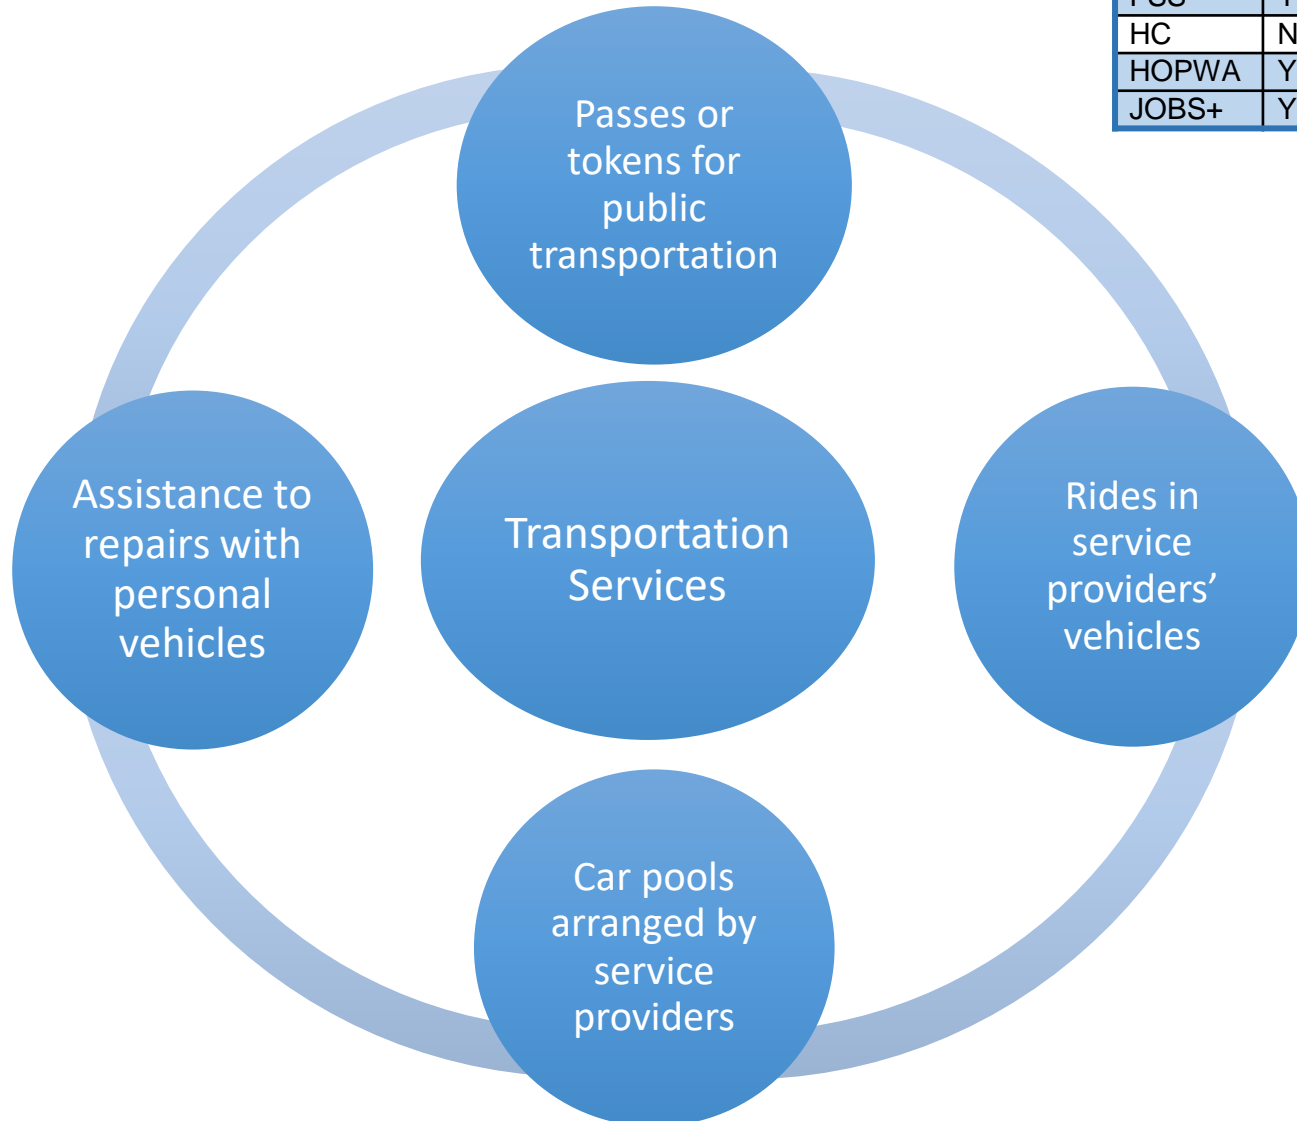 HC N
HOPWA Y
JOBS+ Y
Passes or
tokens for
public
transportation
Assistance to
repairs with
personal
vehicles
Transportation
Services
Rides in
service
providers’
vehicles
Car pools
arranged by
service
providers